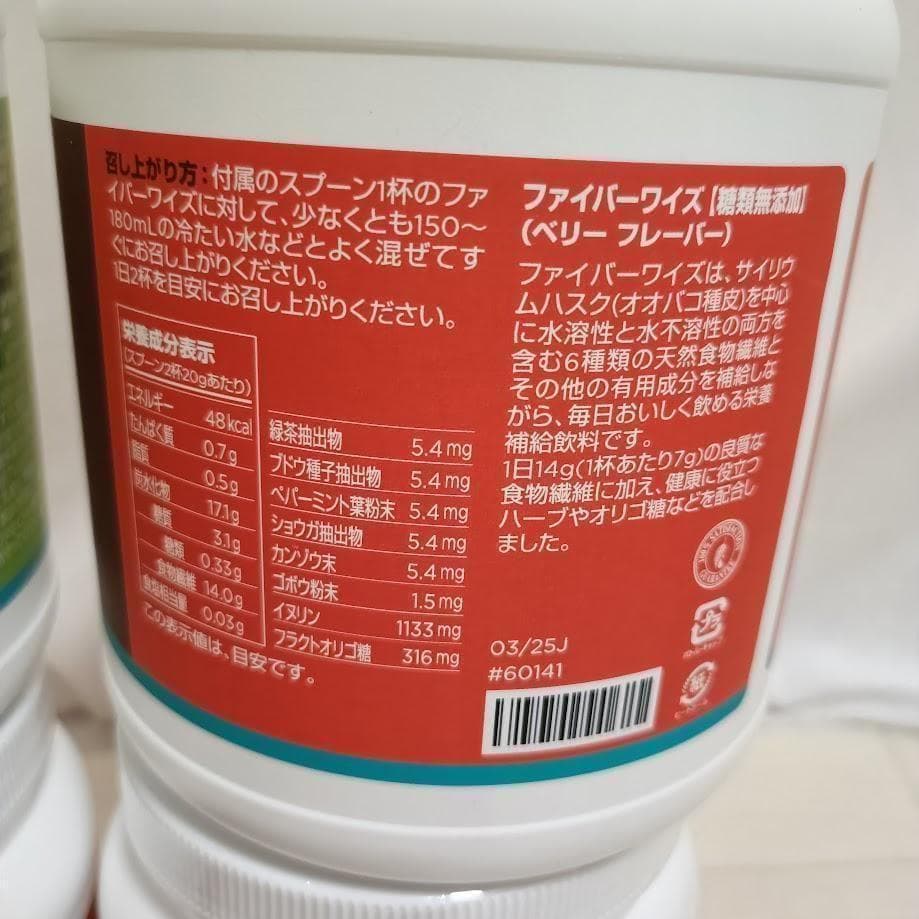 召し上がり方：付属のスプーン1杯のファ
イバーワイズに対して、少なくとも150～
180mLの冷たい水などとよく混ぜてす
ぐにお召し上がりください。
1日2杯を目安にお召し上がりください。
栄養成分表示
(スプーン2杯20gあたり)
エネルギー 48kcal
たんぱく質 0.7g
脂質 0.5g
炭水化物 17.1g
糖質 3.1g
糖類 0.33g
食物繊維 14.0g
食塩相当量 0.03g
この表示値は、目安です。
緑茶抽出物 5.4mg
ブドウ種子抽出物 5.4mg
ペパーミント葉粉末 5.4mg
ショウガ抽出物 5.4mg
カンゾウ末 5.4mg
ゴボウ粉末 1.5mg
イヌリン 1133mg
フラクトオリゴ糖 316mg
ファイバーワイズ【糖類無添加】
(ベリー フレーバー)
ファイバーワイズは、サイリウ
ムハスク(オオバコ種皮)を中心
に水溶性と水不溶性の両方を
含む6種類の天然食物繊維と
その他の有用成分を補給しな
がら、毎日おいしく飲める栄養
補給飲料です。
1日14g(1杯あたり7g)の良質な
食物繊維に加え、健康に役立つ
ハーブやオリゴ糖などを配合し
ました。
03/25J
#60141
紙